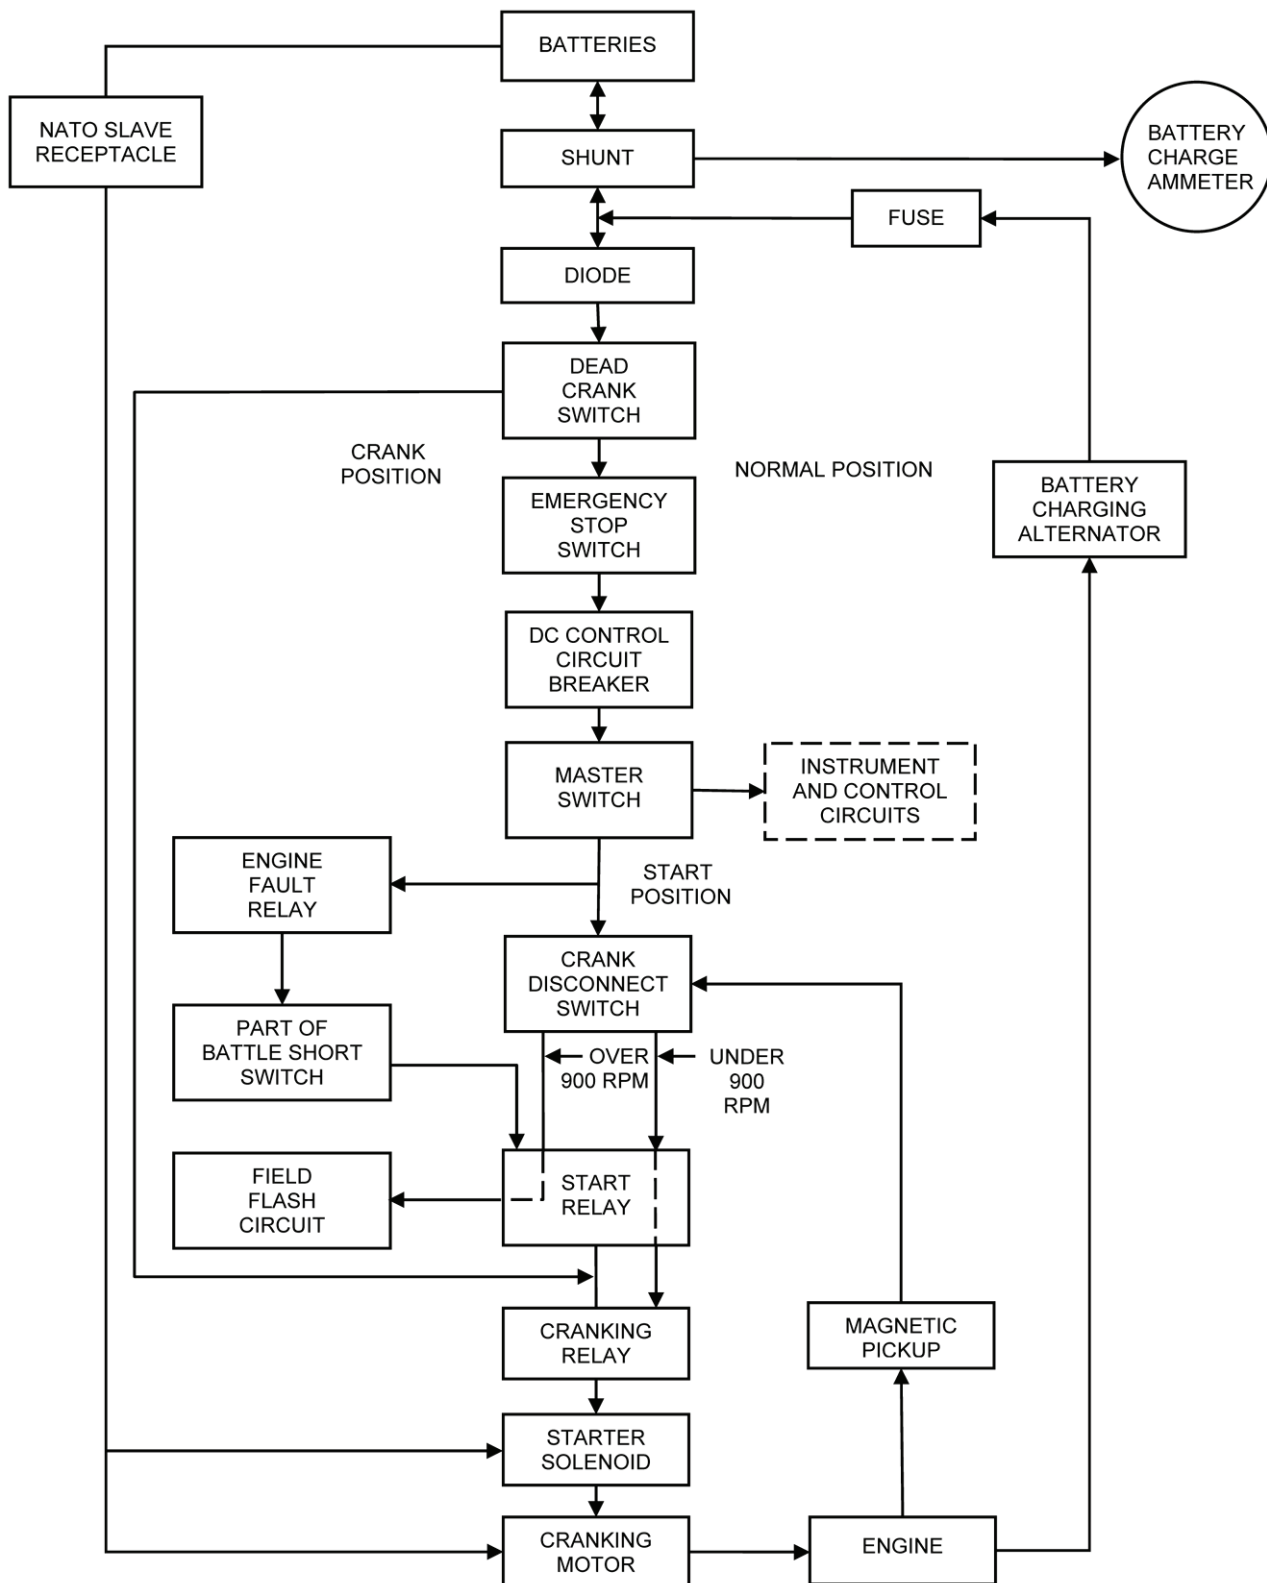 BATTERIES
NATO SLAVE
RECEPTACLE
SHUNT
BATTERY
CHARGE
AMMETER
FUSE
DIODE
DEAD
CRANK
SWITCH
CRANK
POSITION
NORMAL POSITION
EMERGENCY
STOP
SWITCH
BATTERY
CHARGING
ALTERNATOR
DC CONTROL
CIRCUIT
BREAKER
MASTER
SWITCH
INSTRUMENT
AND CONTROL
CIRCUITS
ENGINE
FAULT
RELAY
START
POSITION
CRANK
DISCONNECT
SWITCH
PART OF
BATTLE SHORT
SWITCH
OVER
900 RPM
UNDER
900
RPM
FIELD
FLASH
CIRCUIT
START
RELAY
CRANKING
RELAY
MAGNETIC
PICKUP
STARTER
SOLENOID
CRANKING
MOTOR
ENGINE